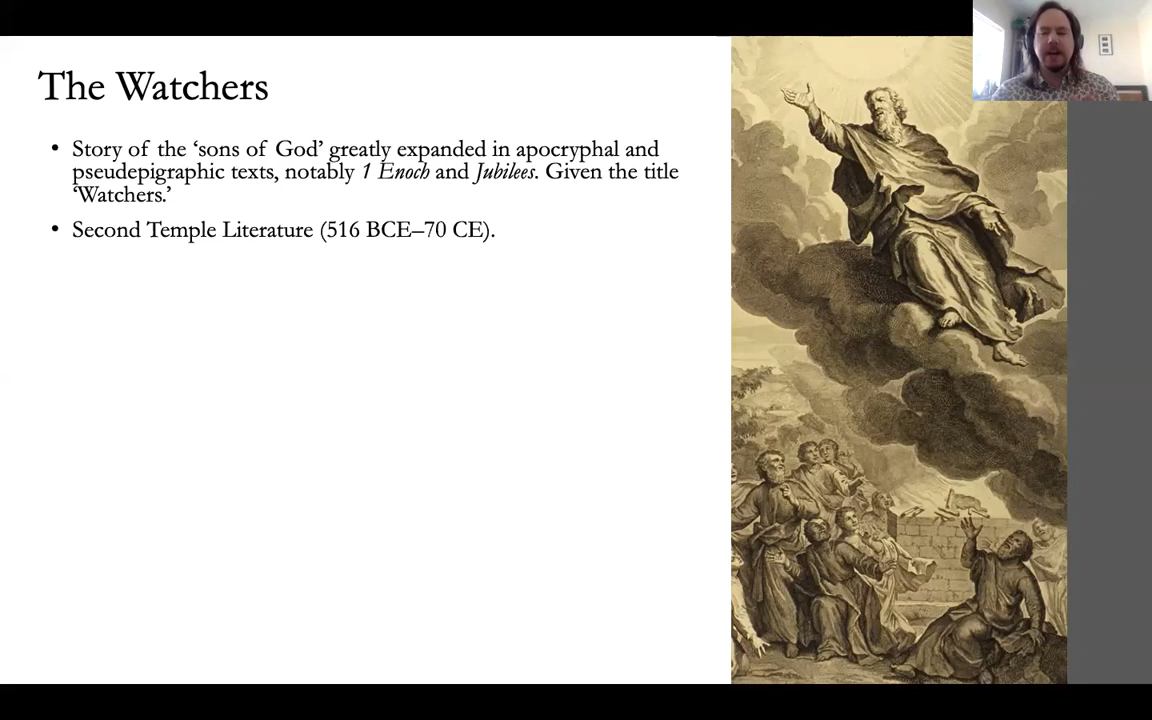 The Watchers
• Story of the ‘sons of God’ greatly expanded in apocryphal and
pseudepigraphic texts, notably 1 Enoch and Jubilees. Given the title
‘Watchers.’
• Second Temple Literature (516 BCE–70 CE).